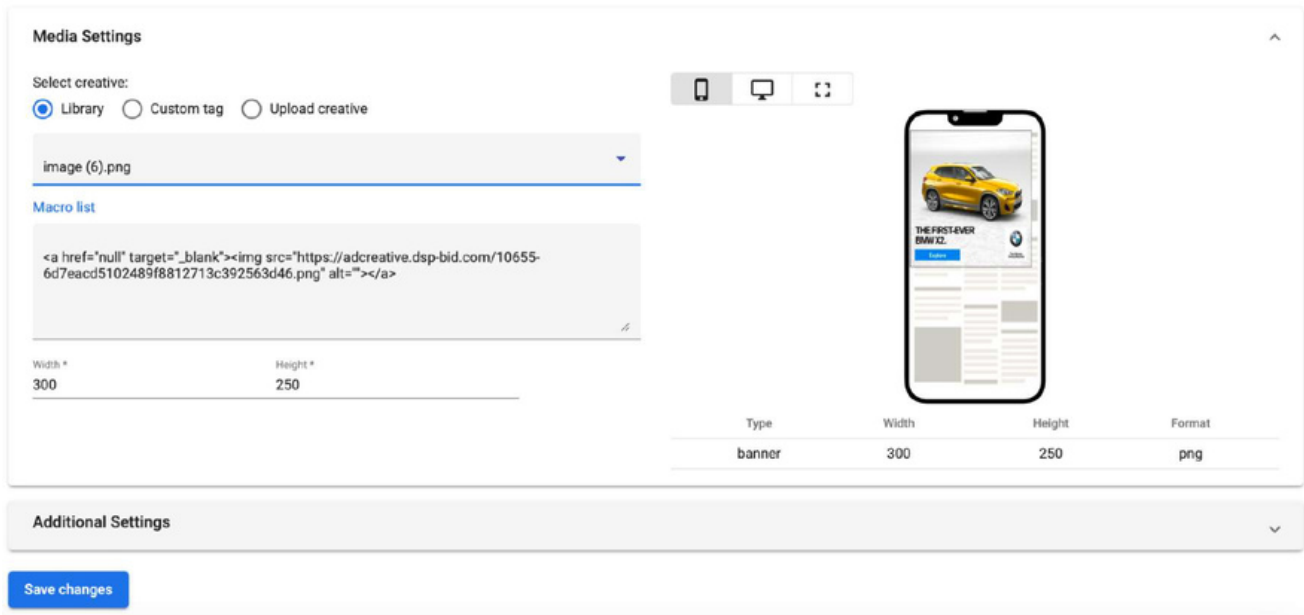 Media Settings
Select creative:
Library
Custom tag
Upload creative
image (6).png
Macro list
<a href="null" target="_blank"><img src="https://adcreative.dsp-bid.com/10655-
6d7eacd5102489f8812713c392563d46.png" alt=""></a>
Width *
Height *
300
250
THE FIRST-EVER
BMW X2.
Explore
Type Width Height Format
banner 300 250 png
Additional Settings
Save changes